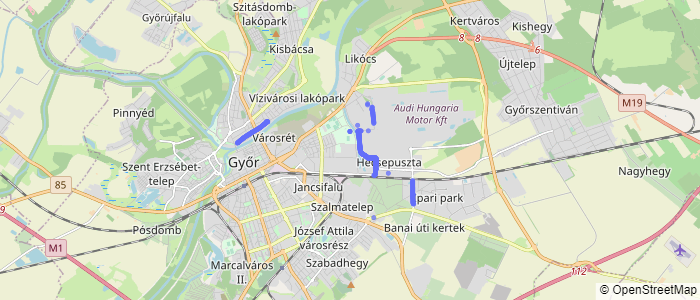 Szitásdomb-
lakópark
Győrújfalu
Kertváros
Kishegy
Kisbácsa
8
8
6
Likócs
Újtelep
Vízivárosi lakópark
M19
Pinnyéd
Audi Hungaria
Motor Kft
Győrszentiván
Városrét
Szent Erzsébet-
telep
Győr
Hecsepuszta
Nagyhegy
85
Jancsifalu
ipari park
9
Szalmatelep
Pósdomb
József Attila
városrész
Banai úti kertek
M1
Marcalváros
II.
Szabadhegy
112
© OpenStreetMap